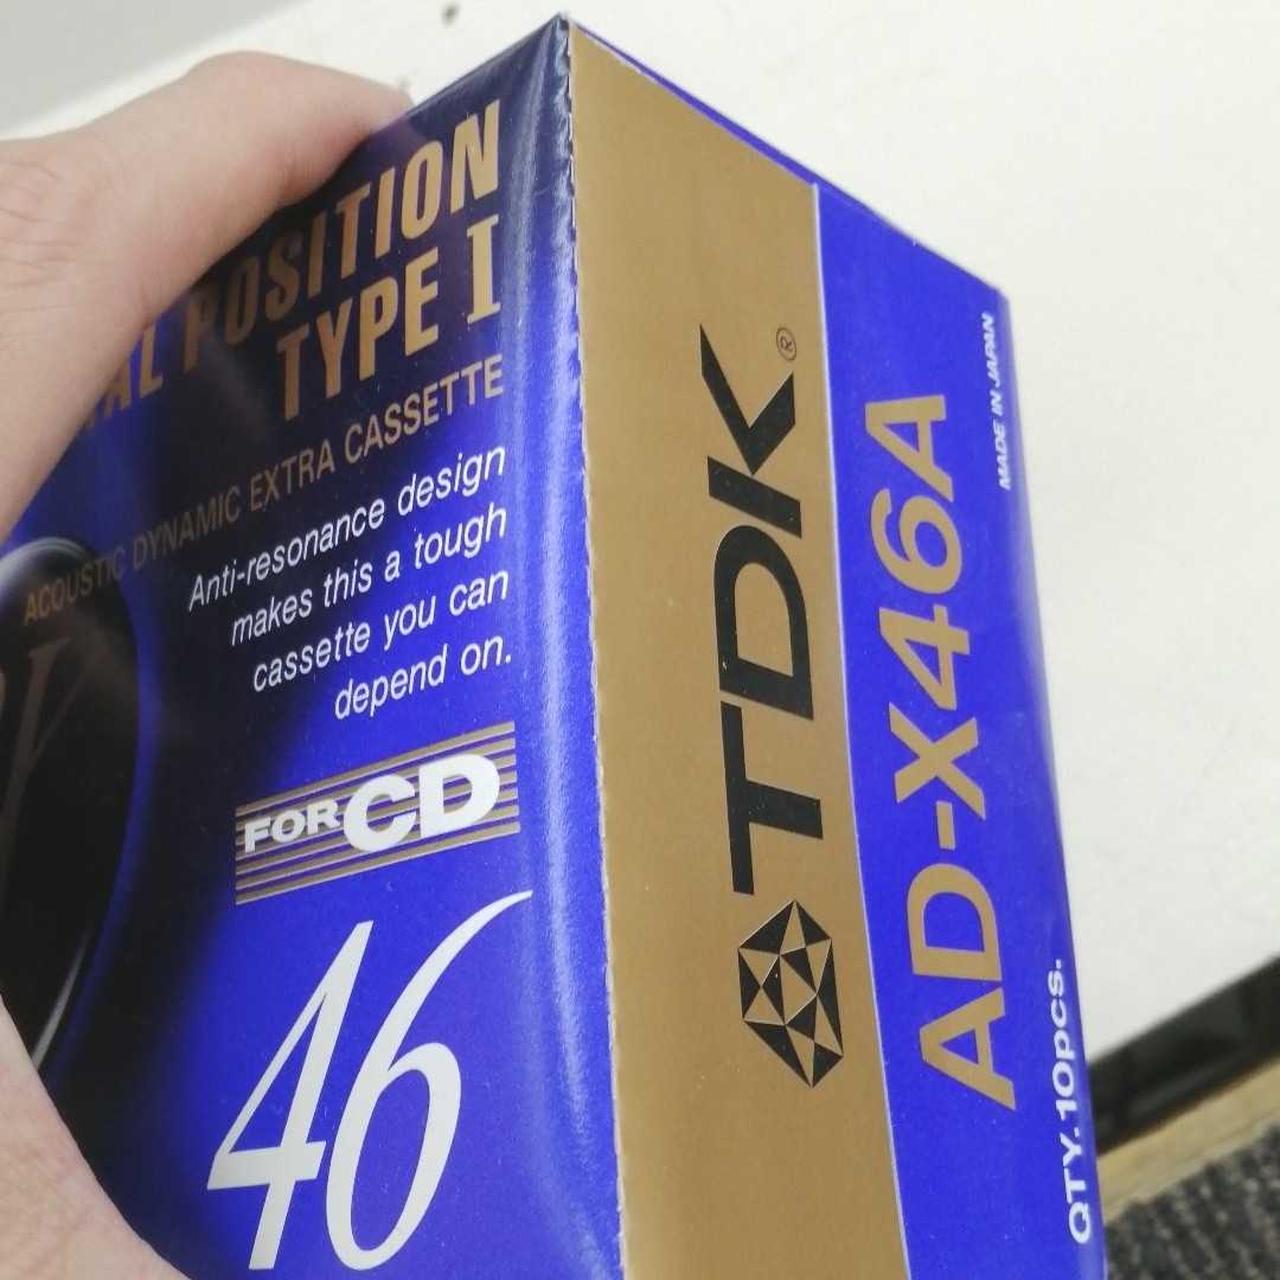 POSITION
TYPE I
ACOUSTIC DYNAMIC EXTRA CASSETTE
Anti-resonance design
makes this a tough
cassette you can
depend on.
FOR CD
46
TDK®
AD-X46A
MADE IN JAPAN
QTY.10pcs.